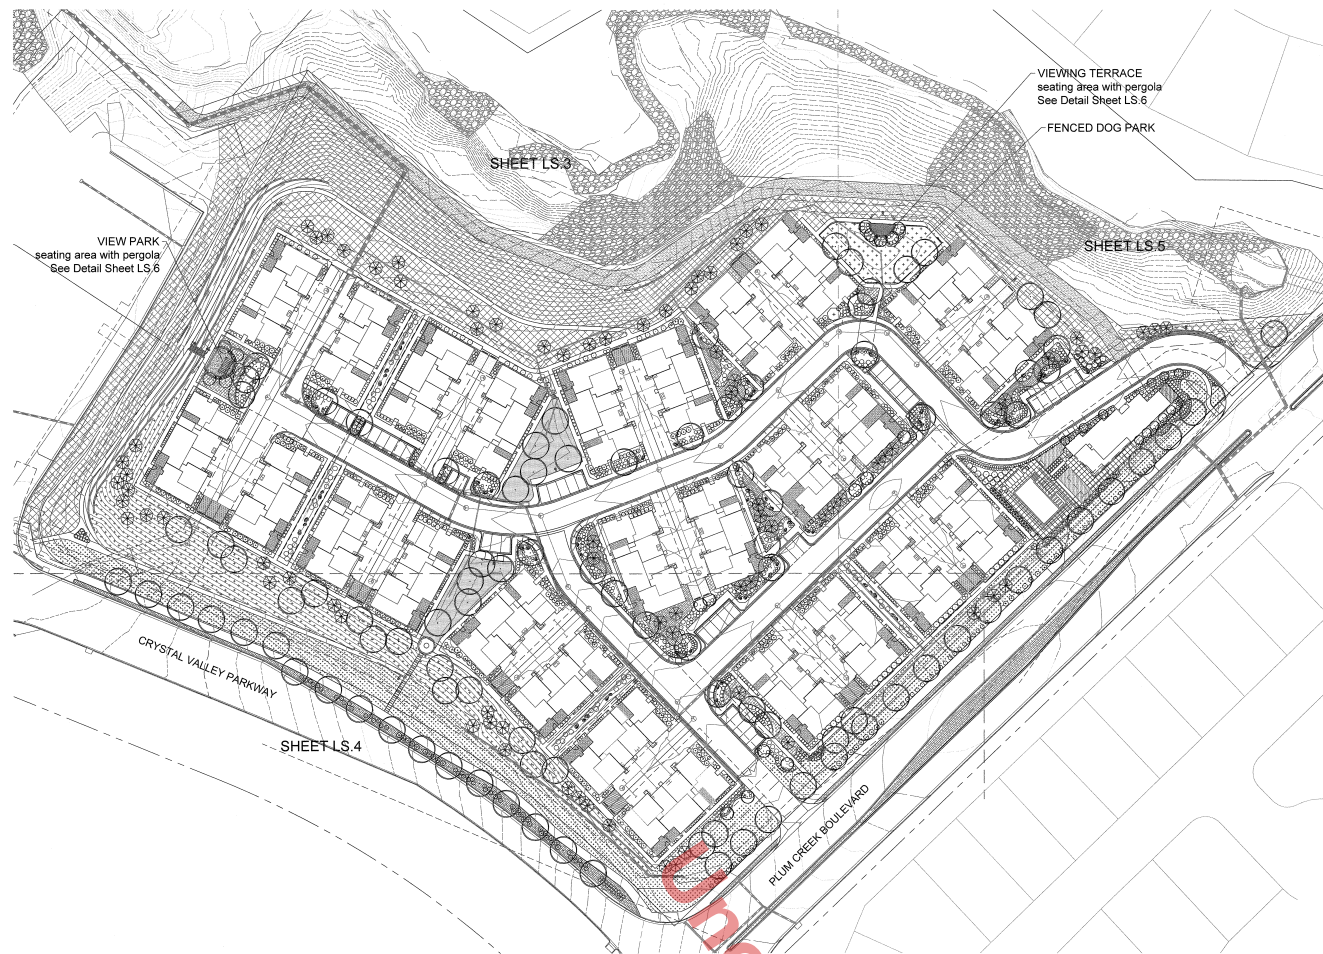 VIEWING TERRACE
seating area with pergola
See Detail Sheet LS.6
FENCED DOG PARK
SHEET LS.3
VIEW PARK
seating area with pergola
See Detail Sheet LS.6
SHEET LS.5
CRYSTAL VALLEY PARKWAY
SHEET LS.4
PLUM CREEK BOULEVARD
Un